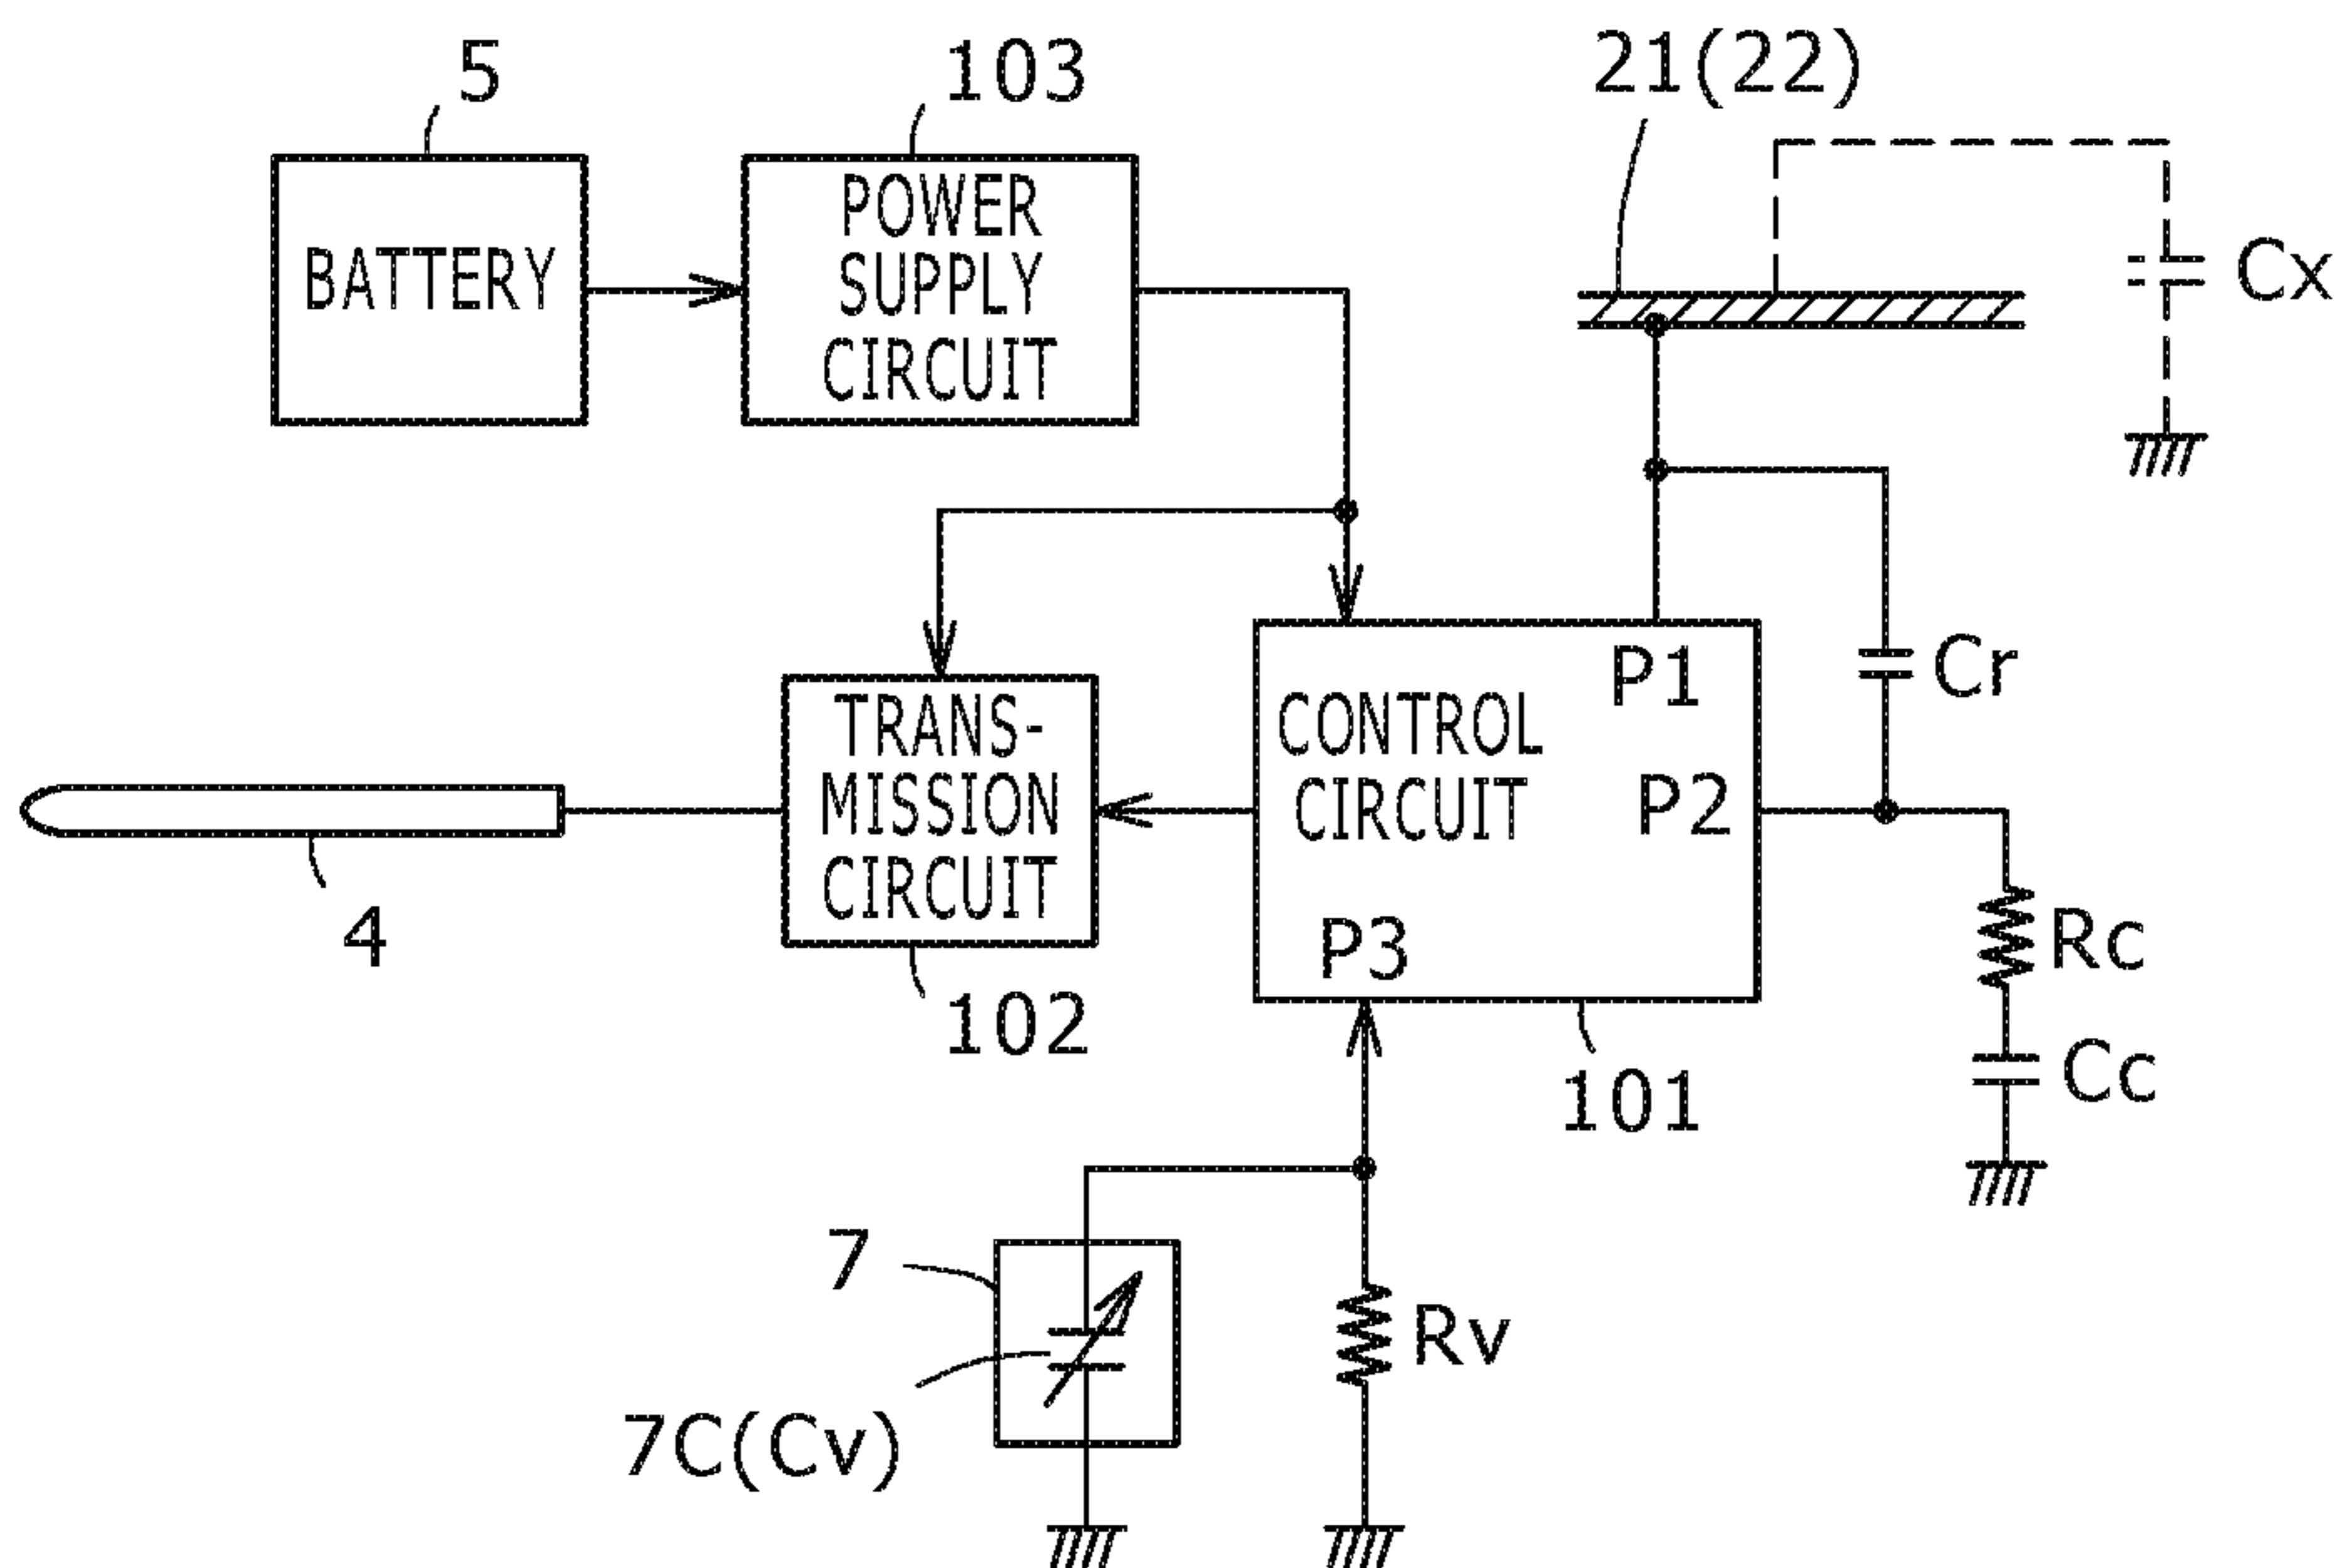 5
103
21(22)
BATTERY
POWER
SUPPLY
CIRCUIT
Cx
TRANS-
MISSION
CIRCUIT
CONTROL
CIRCUIT
P1
P2
P3
Cr
4
102
101
Rc
Cc
7
7C(Cv)
Rv